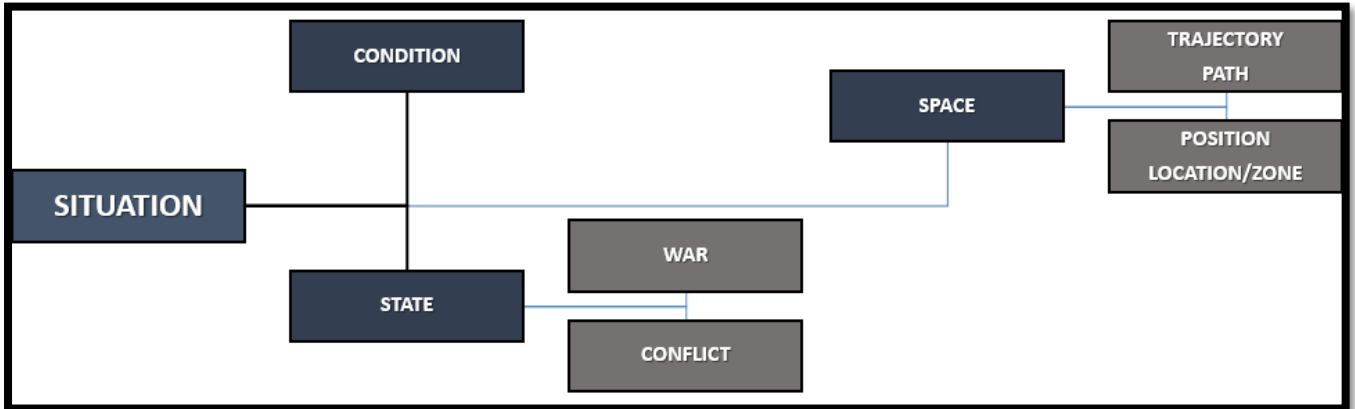 CONDITION
TRAJECTORY
PATH
SPACE
POSITION
LOCATION/ZONE
SITUATION
WAR
STATE
CONFLICT